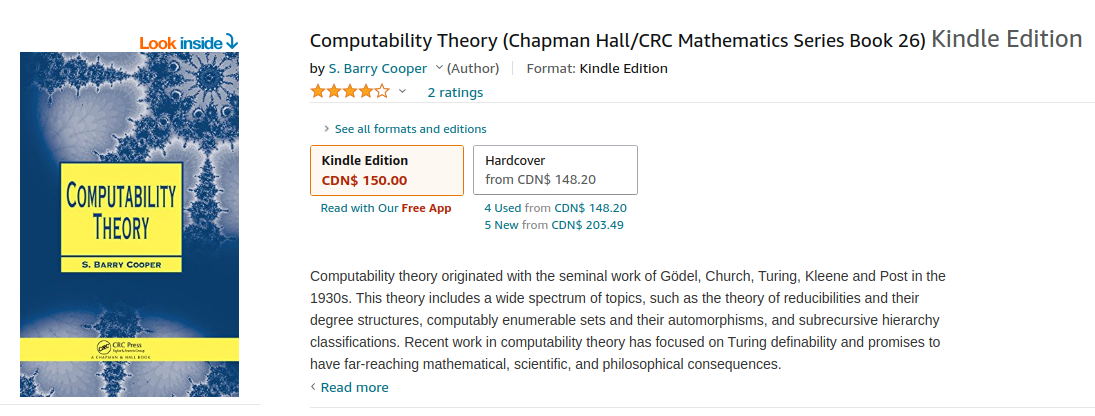 Look inside
COMPUTABILITY
THEORY
S. BARRY COOPER
CRC Press
Taylor & Francis Group
A CHAPMAN & HALL BOOK
Computability Theory (Chapman Hall/CRC Mathematics Series Book 26) Kindle Edition
by S. Barry Cooper (Author) Format: Kindle Edition
2 ratings
See all formats and editions
Kindle Edition
CDN$ 150.00
Read with Our Free App
Hardcover
from CDN$ 148.20
4 Used from CDN$ 148.20
5 New from CDN$ 203.49
Computability theory originated with the seminal work of Gödel, Church, Turing, Kleene and Post in the
1930s. This theory includes a wide spectrum of topics, such as the theory of reducibilities and their
degree structures, computably enumerable sets and their automorphisms, and subrecursive hierarchy
classifications. Recent work in computability theory has focused on Turing definability and promises to
have far-reaching mathematical, scientific, and philosophical consequences.
Read more